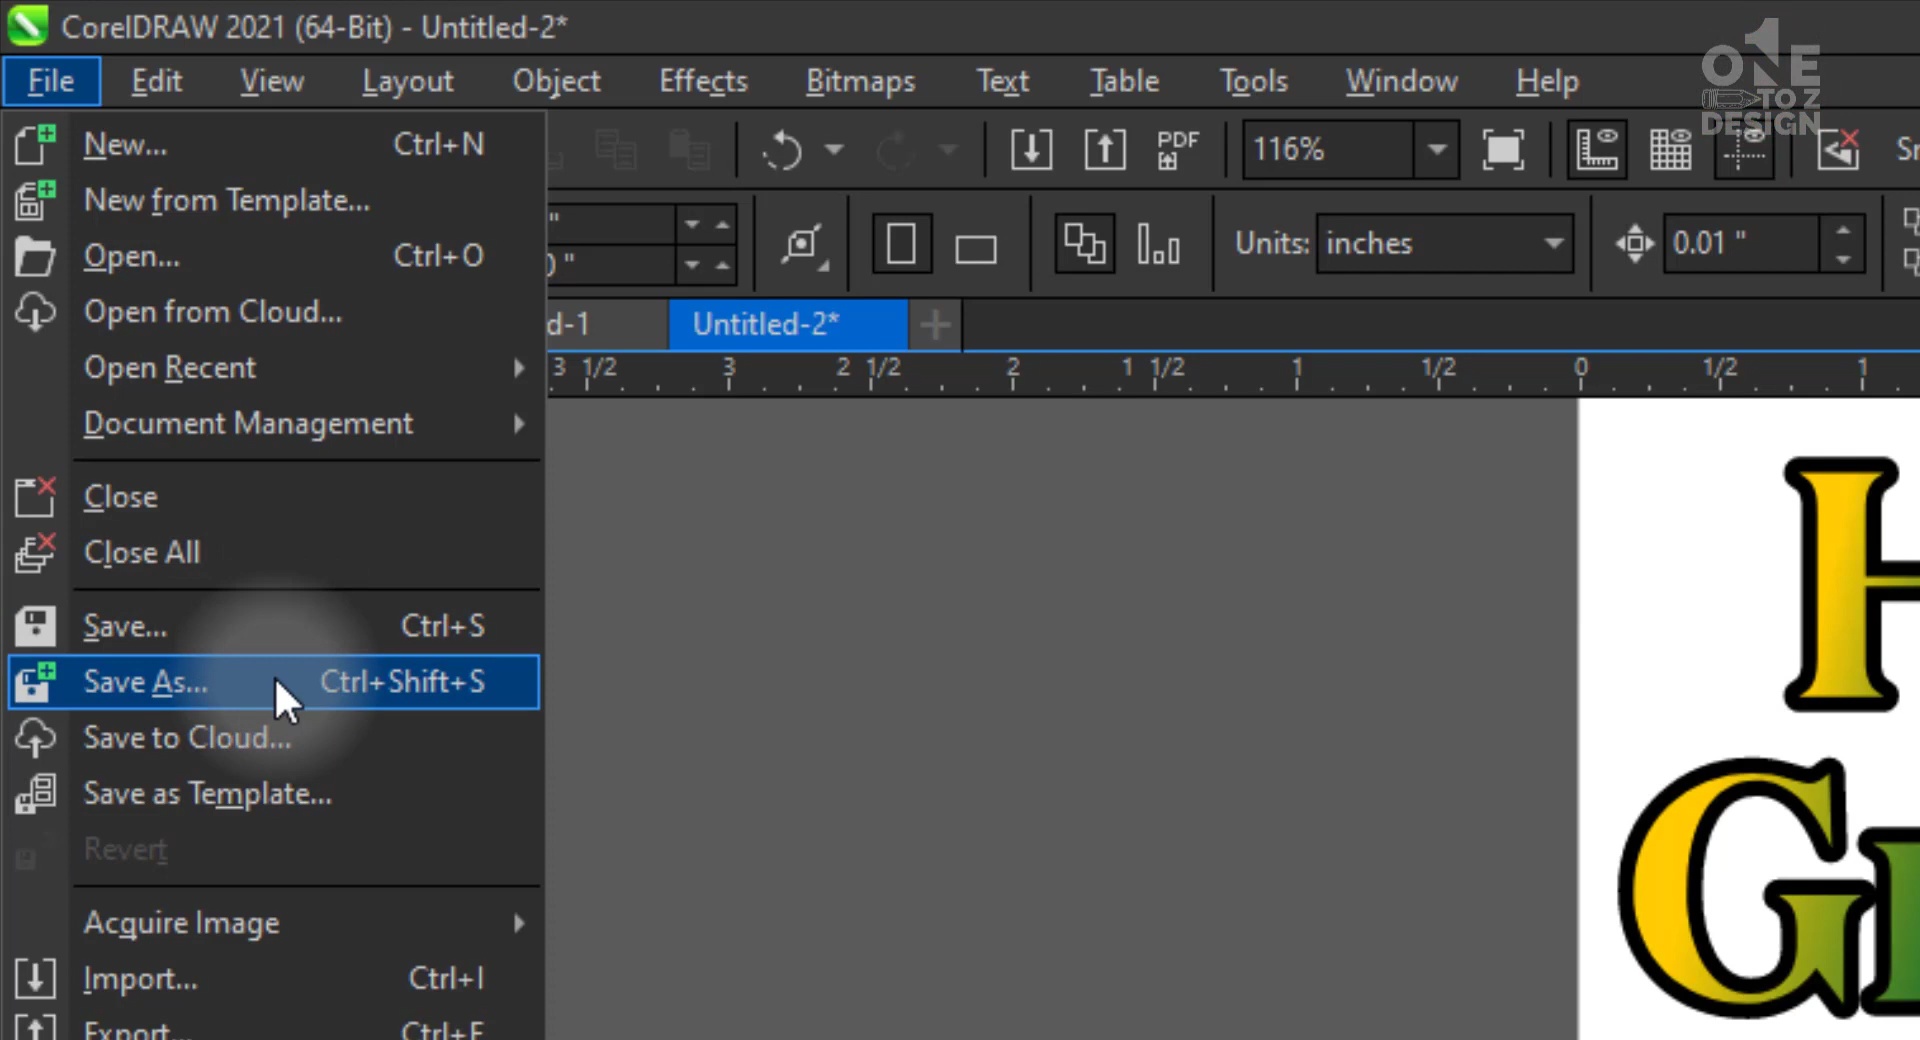 CorelDRAW 2021 (64-Bit) - Untitled-2*
ONE
TO Z
DESIGN
File Edit View Layout Object Effects Bitmaps Text Table Tools Window Help
PDF 116%
Units: inches 0.01 "
Untitled-2*
3 1/2 3 2 1/2 2 1 1/2 1 1/2 0 1/2 1
New... Ctrl+N
New from Template...
Open... Ctrl+O
Open from Cloud...
Open Recent
Document Management
Close
Close All
Save... Ctrl+S
Save As... Ctrl+Shift+S
Save to Cloud...
Save as Template...
Revert
Acquire Image
Import... Ctrl+I
Export... Ctrl+E
H
G